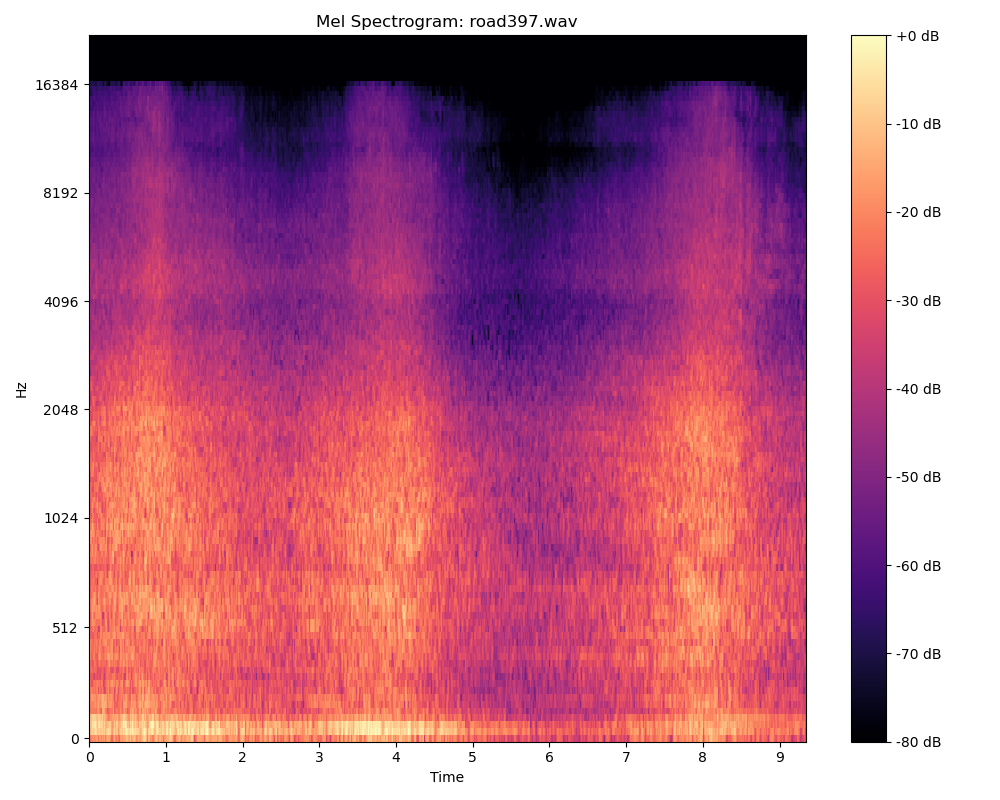 Mel Spectrogram: road397.wav
Hz
16384
8192
4096
2048
1024
512
0
0 1 2 3 4 5 6 7 8 9
Time
+0 dB
-10 dB
-20 dB
-30 dB
-40 dB
-50 dB
-60 dB
-70 dB
-80 dB